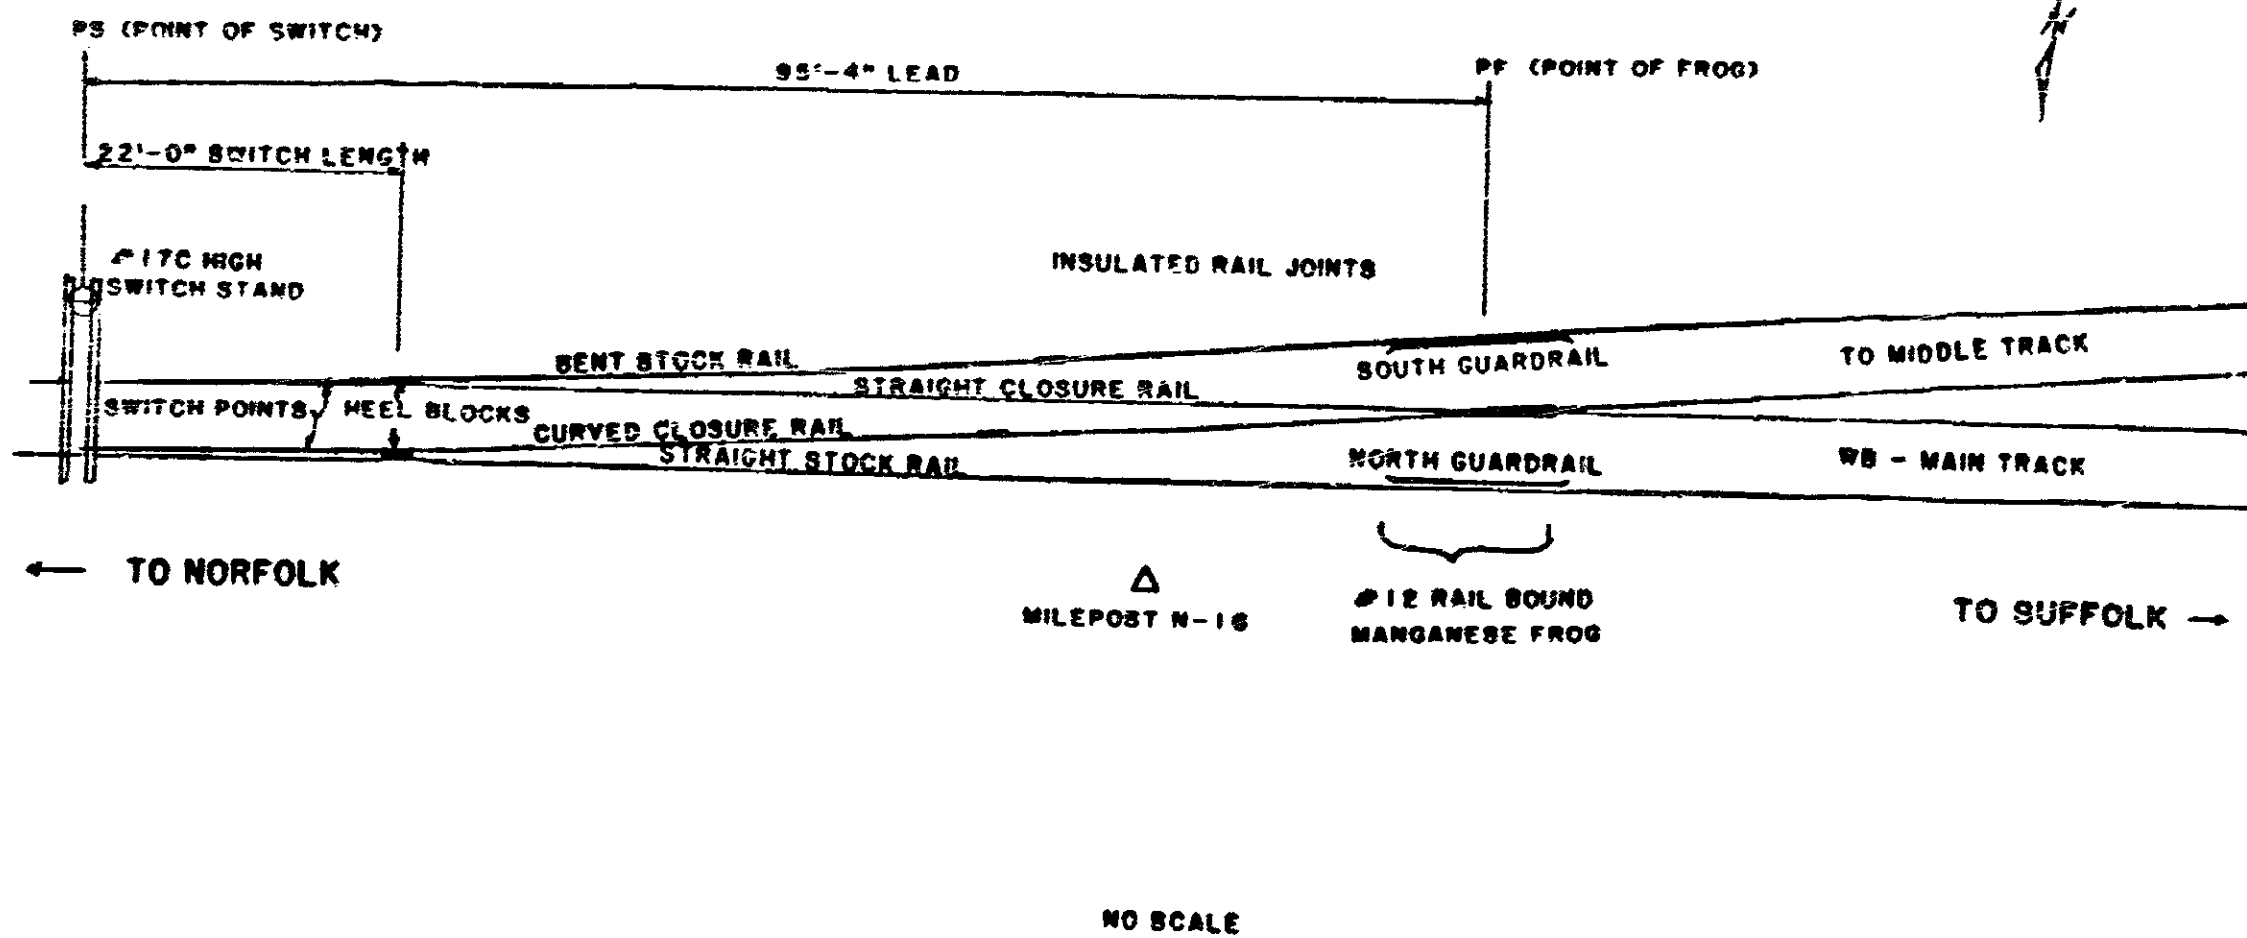 PS (POINT OF SWITCH)
95'-4" LEAD
PF (POINT OF FROG)
N
22'-0" SWITCH LENGTH
#17C HIGH
SWITCH STAND
INSULATED RAIL JOINTS
BENT STOCK RAIL
SOUTH GUARDRAIL
TO MIDDLE TRACK
STRAIGHT CLOSURE RAIL
SWITCH POINTS
HEEL BLOCKS
CURVED CLOSURE RAIL
STRAIGHT STOCK RAIL
NORTH GUARDRAIL
WB - MAIN TRACK
← TO NORFOLK
MILEPOST N-16
#12 RAIL BOUND
MANGANESE FROG
TO SUFFOLK →
NO SCALE